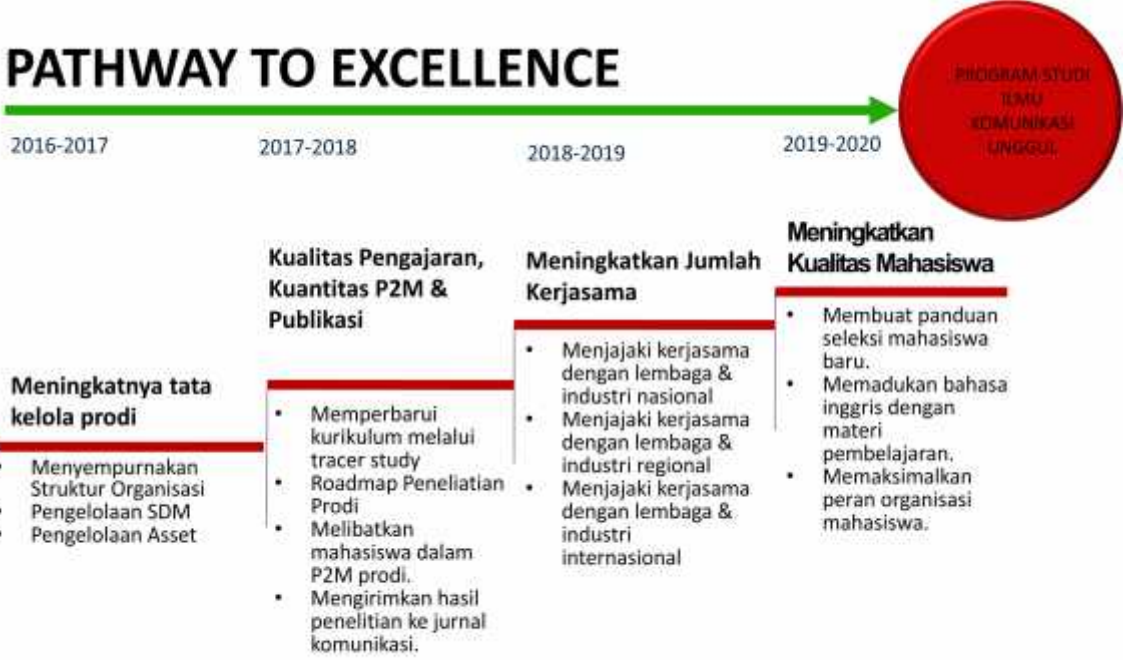 PATHWAY TO EXCELLENCE
PROGRAM STUDI
ILMU
KOMUNIKASI
UNGGUL
2016-2017
2017-2018
2018-2019
2019-2020
Meningkatnya tata
kelola prodi
• Menyempurnakan
Struktur Organisasi
• Pengelolaan SDM
• Pengelolaan Asset
Kualitas Pengajaran,
Kuantitas P2M &
Publikasi
• Memperbarui
kurikulum melalui
tracer study
• Roadmap Peneliatian
Prodi
• Melibatkan
mahasiswa dalam
P2M prodi.
• Mengirimkan hasil
penelitian ke jurnal
komunikasi.
Meningkatkan Jumlah
Kerjasama
• Menjajaki kerjasama
dengan lembaga &
industri nasional
• Menjajaki kerjasama
dengan lembaga &
industri regional
• Menjajaki kerjasama
dengan lembaga &
industri
internasional
Meningkatkan
Kualitas Mahasiswa
• Membuat panduan
seleksi mahasiswa
baru.
• Memadukan bahasa
inggris dengan
materi
pembelajaran.
• Memaksimalkan
peran organisasi
mahasiswa.